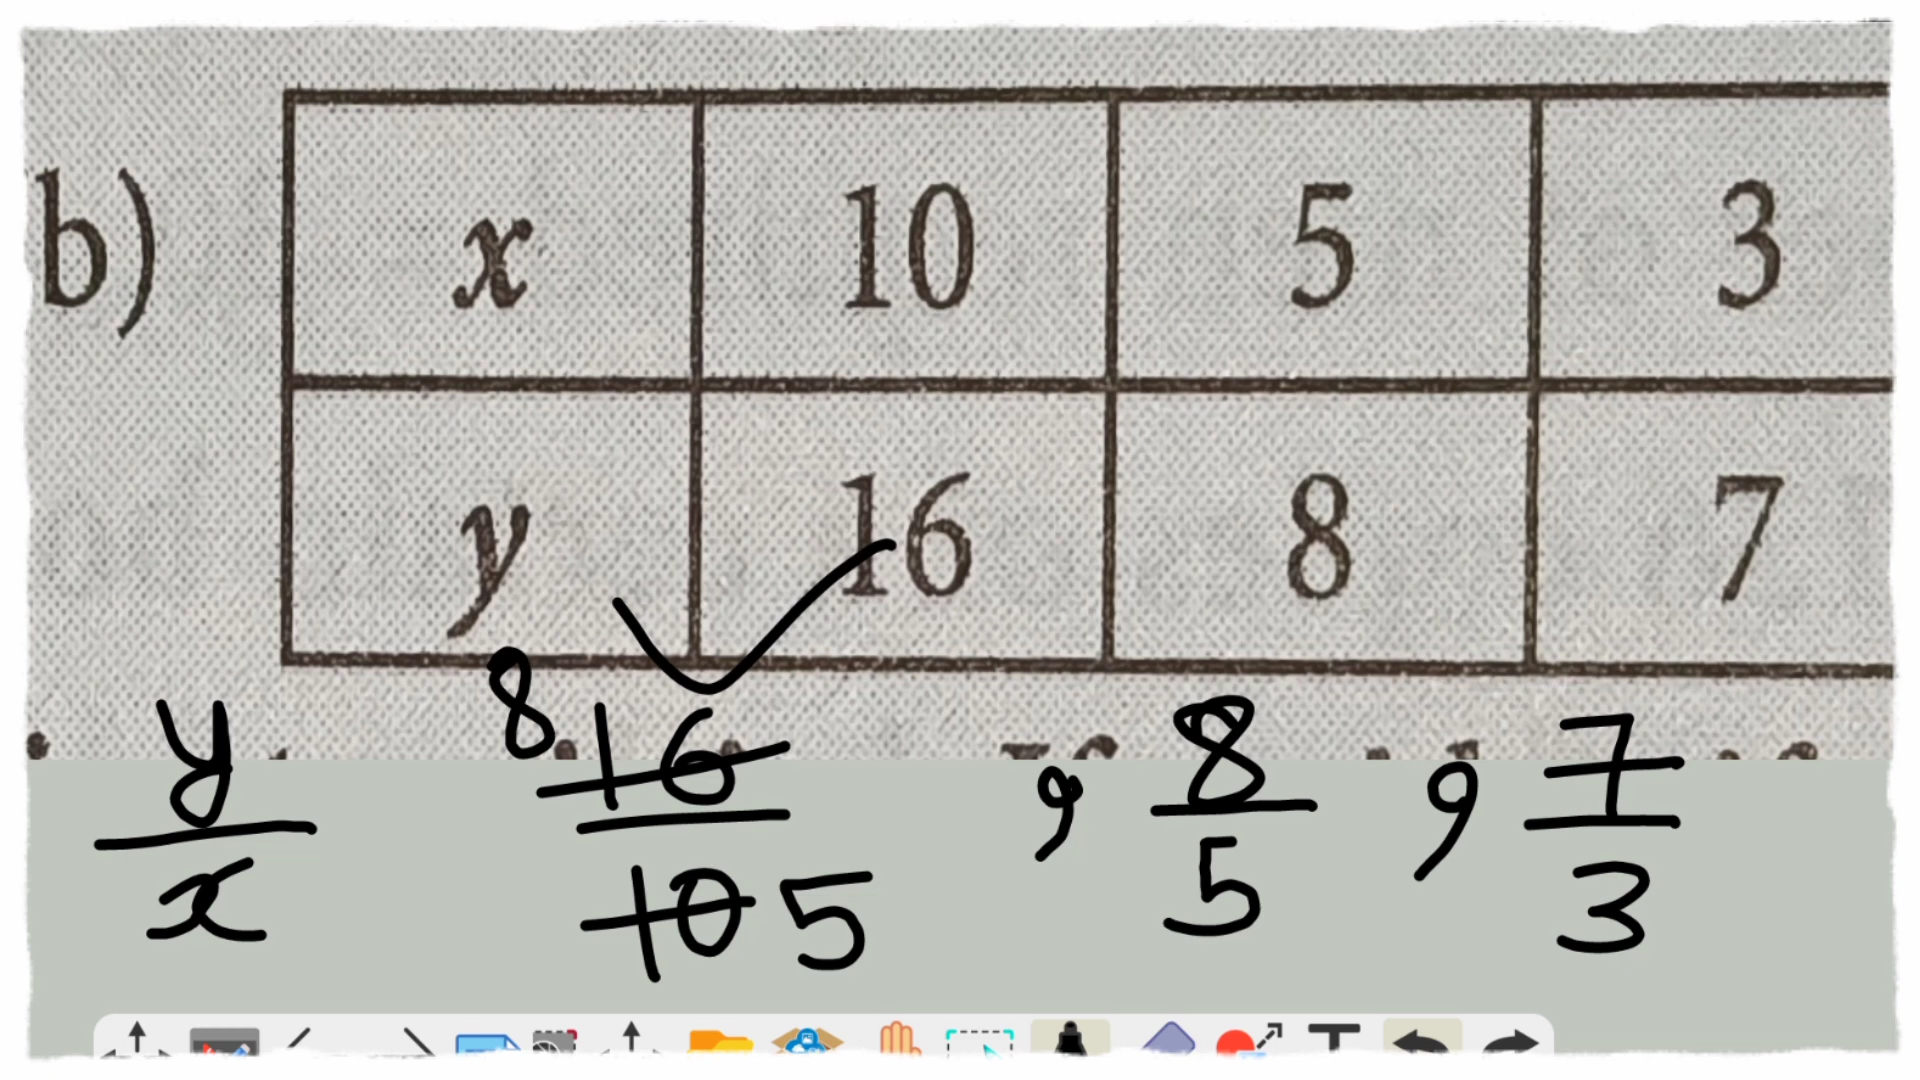 b) x 10 5 3
y 16 8 7
y/x 8 16/10 5 , 8/5 , 7/3